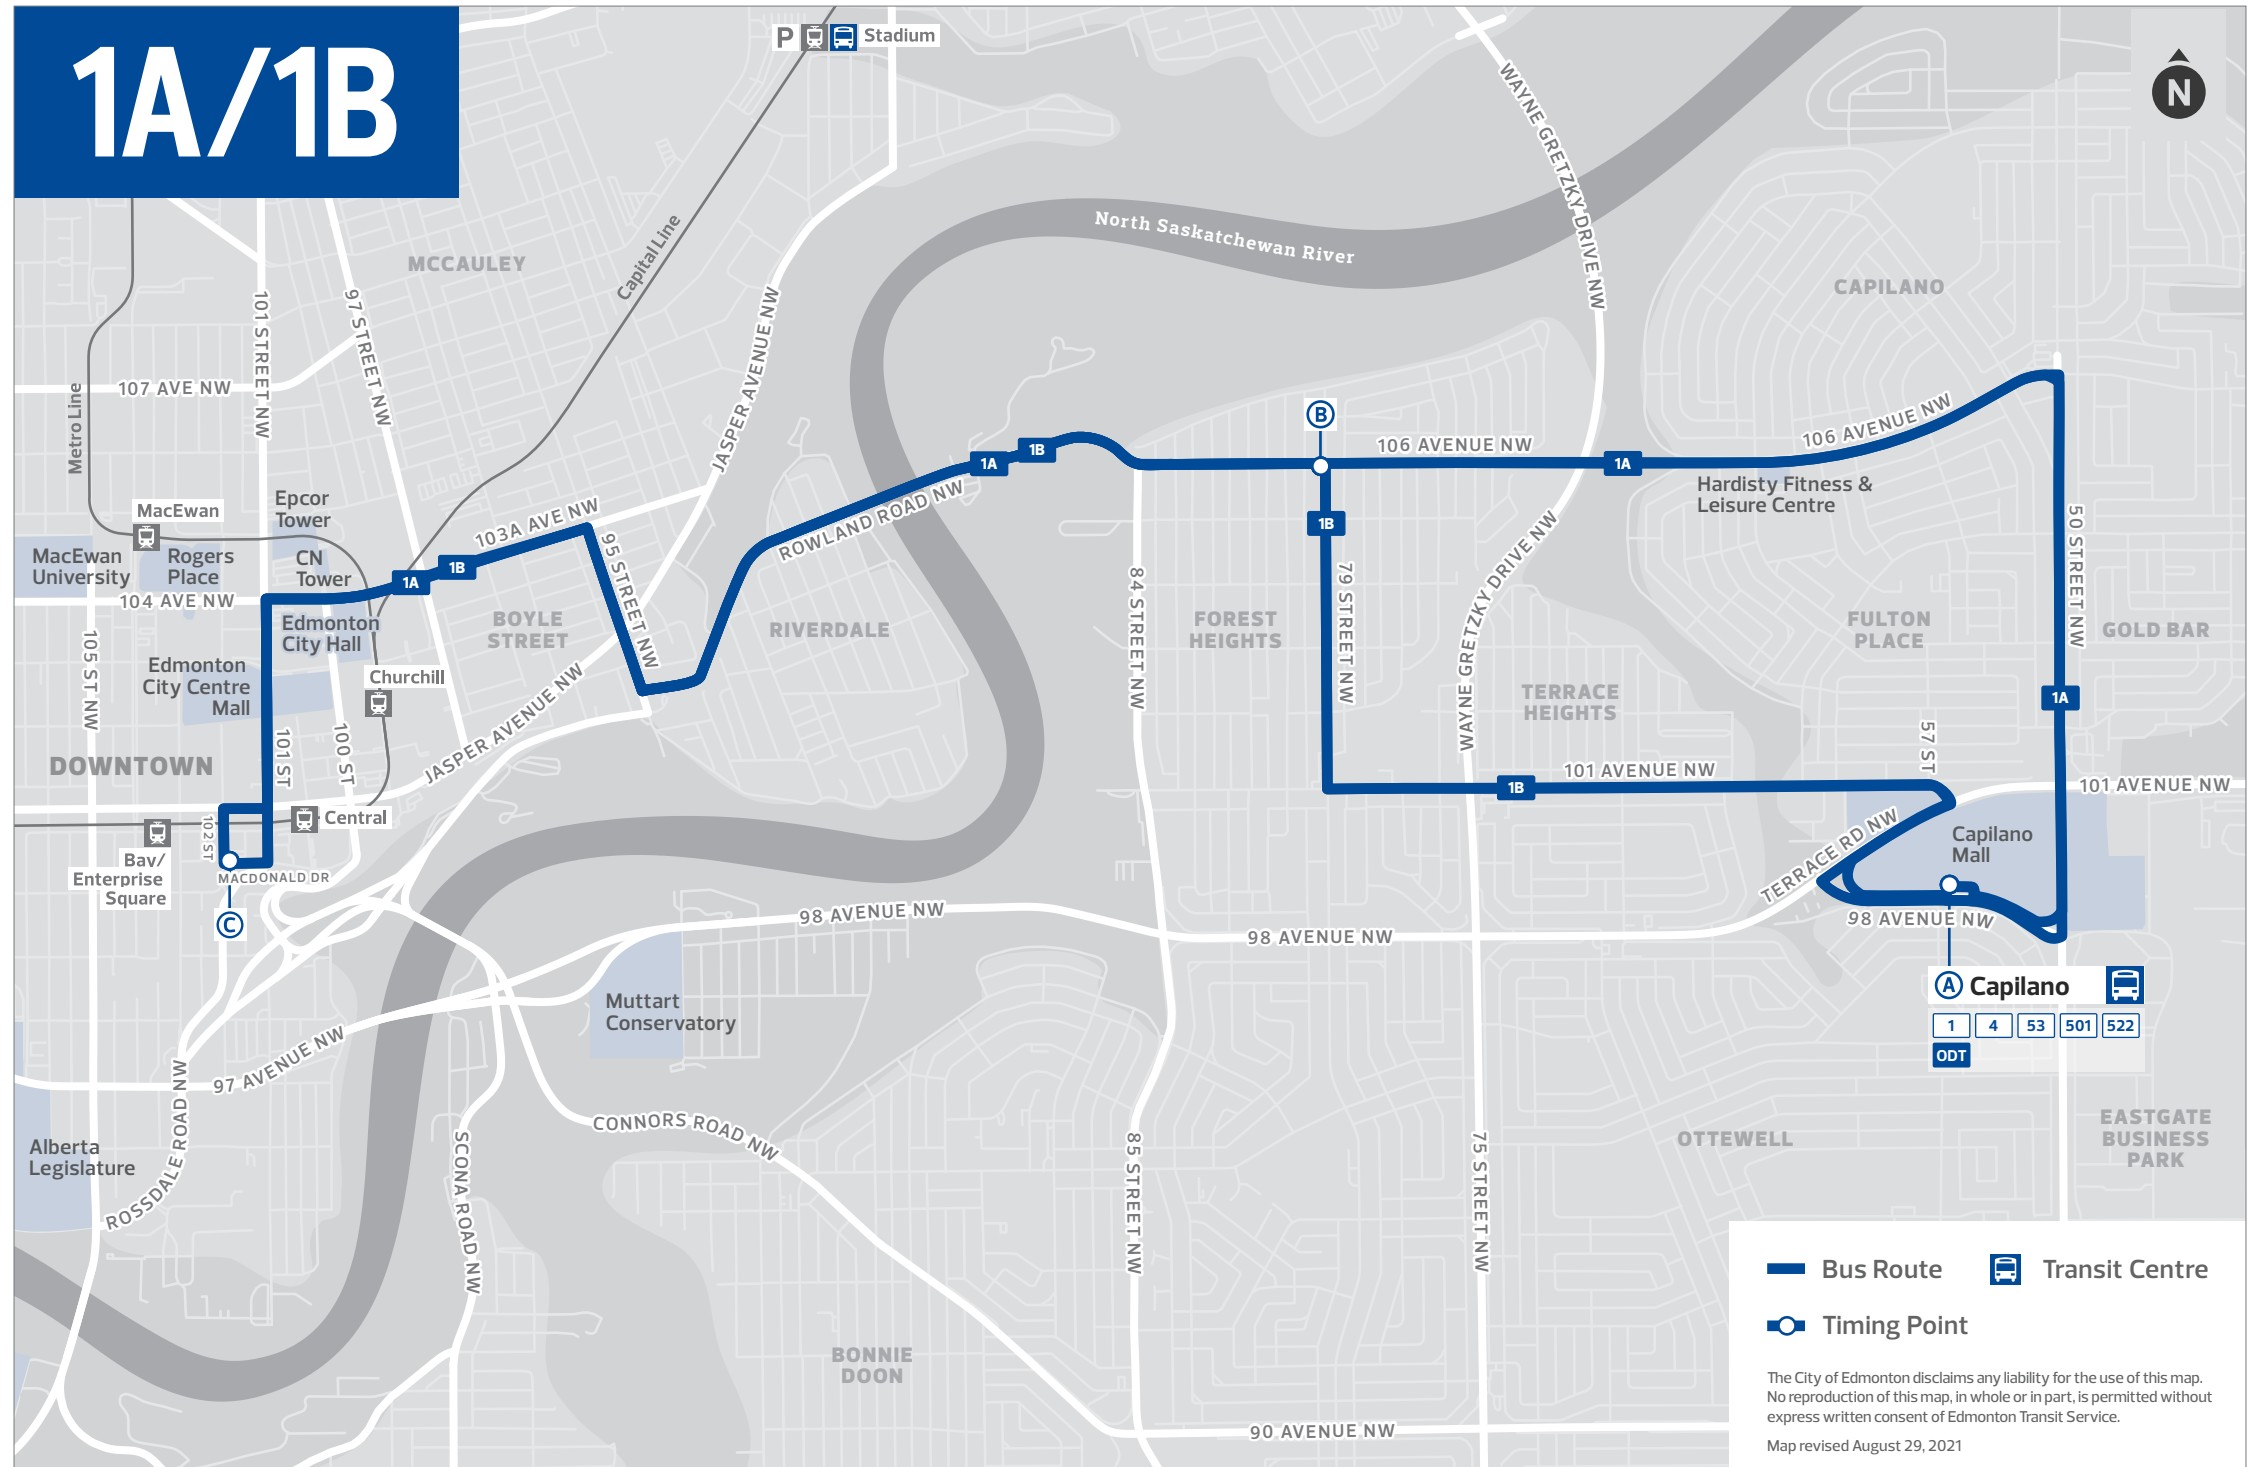 1A/1B
P
Stadium
N
WAYNE GRETZKY DRIVE NW
North Saskatchewan River
Capital Line
MCCAULEY
CAPILANO
101 STREET NW
97 STREET NW
JASPER AVENUE NW
107 AVE NW
Metro Line
B
106 AVENUE NW
106 AVENUE NW
1A
1B
1A
Hardisty Fitness &
Leisure Centre
Epcor
Tower
MacEwan
MacEwan
University
Rogers
Place
CN
Tower
103A AVE NW
95 STREET NW
ROWLAND ROAD NW
1B
WAYNE GRETZKY DRIVE NW
50 STREET NW
1A
1B
104 AVE NW
Edmonton
City Hall
BOYLE
STREET
RIVERDALE
84 STREET NW
FOREST
HEIGHTS
79 STREET NW
FULTON
PLACE
GOLD BAR
105 ST NW
Edmonton
City Centre
Mall
Churchill
TERRACE
HEIGHTS
1A
57 ST
DOWNTOWN
101 ST
100 ST
JASPER AVENUE NW
101 AVENUE NW
1B
101 AVENUE NW
102 ST
Central
Bay/
Enterprise
Square
MACDONALD DR
C
TERRACE RD NW
Capilano
Mall
98 AVENUE NW
98 AVENUE NW
98 AVENUE NW
A Capilano
1 4 53 501 522
ODT
Muttart
Conservatory
97 AVENUE NW
ROSSDALE ROAD NW
CONNORS ROAD NW
SCONA ROAD NW
85 STREET NW
75 STREET NW
OTTEWELL
EASTGATE
BUSINESS
PARK
Alberta
Legislature
BONNIE
DOON
90 AVENUE NW
Bus Route
Transit Centre
Timing Point
The City of Edmonton disclaims any liability for the use of this map.
No reproduction of this map, in whole or in part, is permitted without
express written consent of Edmonton Transit Service.
Map revised August 29, 2021